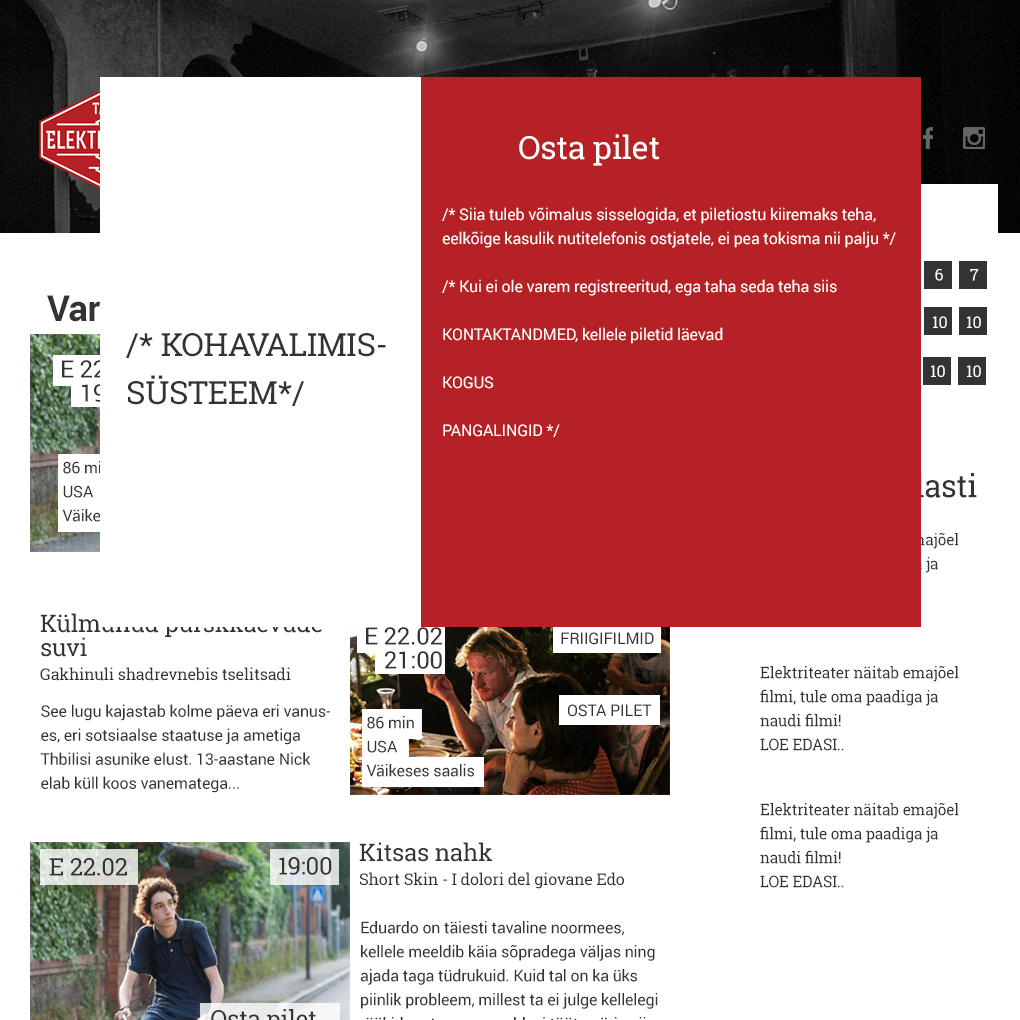 Osta pilet
/* Siia tuleb võimalus sisselogida, et piletiostu kiiremaks teha,
eelkõige kasulik nutitelefonis ostjatele, ei pea tokisma nii palju */
/* Kui ei ole varem registreeritud, ega taha seda teha siis
KONTAKTANDMED, kellele piletid läevad
KOGUS
PANGALINGID */
/* KOHAVALIMIS-
SÜSTEEM*/
ELEKT
Var
E 22
19
86 mi
USA
Väike
6 7
10 10
10 10
lasti
najõel
ja
Külmunud purskkaevude
suvi
Gakhinuli shadrevnebis tselitsadi
See lugu kajastab kolme päeva eri vanus-
es, eri sotsiaalse staatuse ja ametiga
Thbilisi asunike elust. 13-aastane Nick
elab küll koos vanematega...
E 22.02
21:00
FRIIGIFILMID
OSTA PILET
86 min
USA
Väikeses saalis
Elektriteater näitab emajõel
filmi, tule oma paadiga ja
naudi filmi!
LOE EDASI..
Elektriteater näitab emajõel
filmi, tule oma paadiga ja
naudi filmi!
LOE EDASI..
E 22.02
19:00
Osta pilet
Kitsas nahk
Short Skin - I dolori del giovane Edo
Eduardo on täiesti tavaline noormees,
kellele meeldib käia sõpradega väljas ning
ajada taga tüdrukuid. Kuid tal on ka üks
piinlik probleem, millest ta ei julge kellelegi